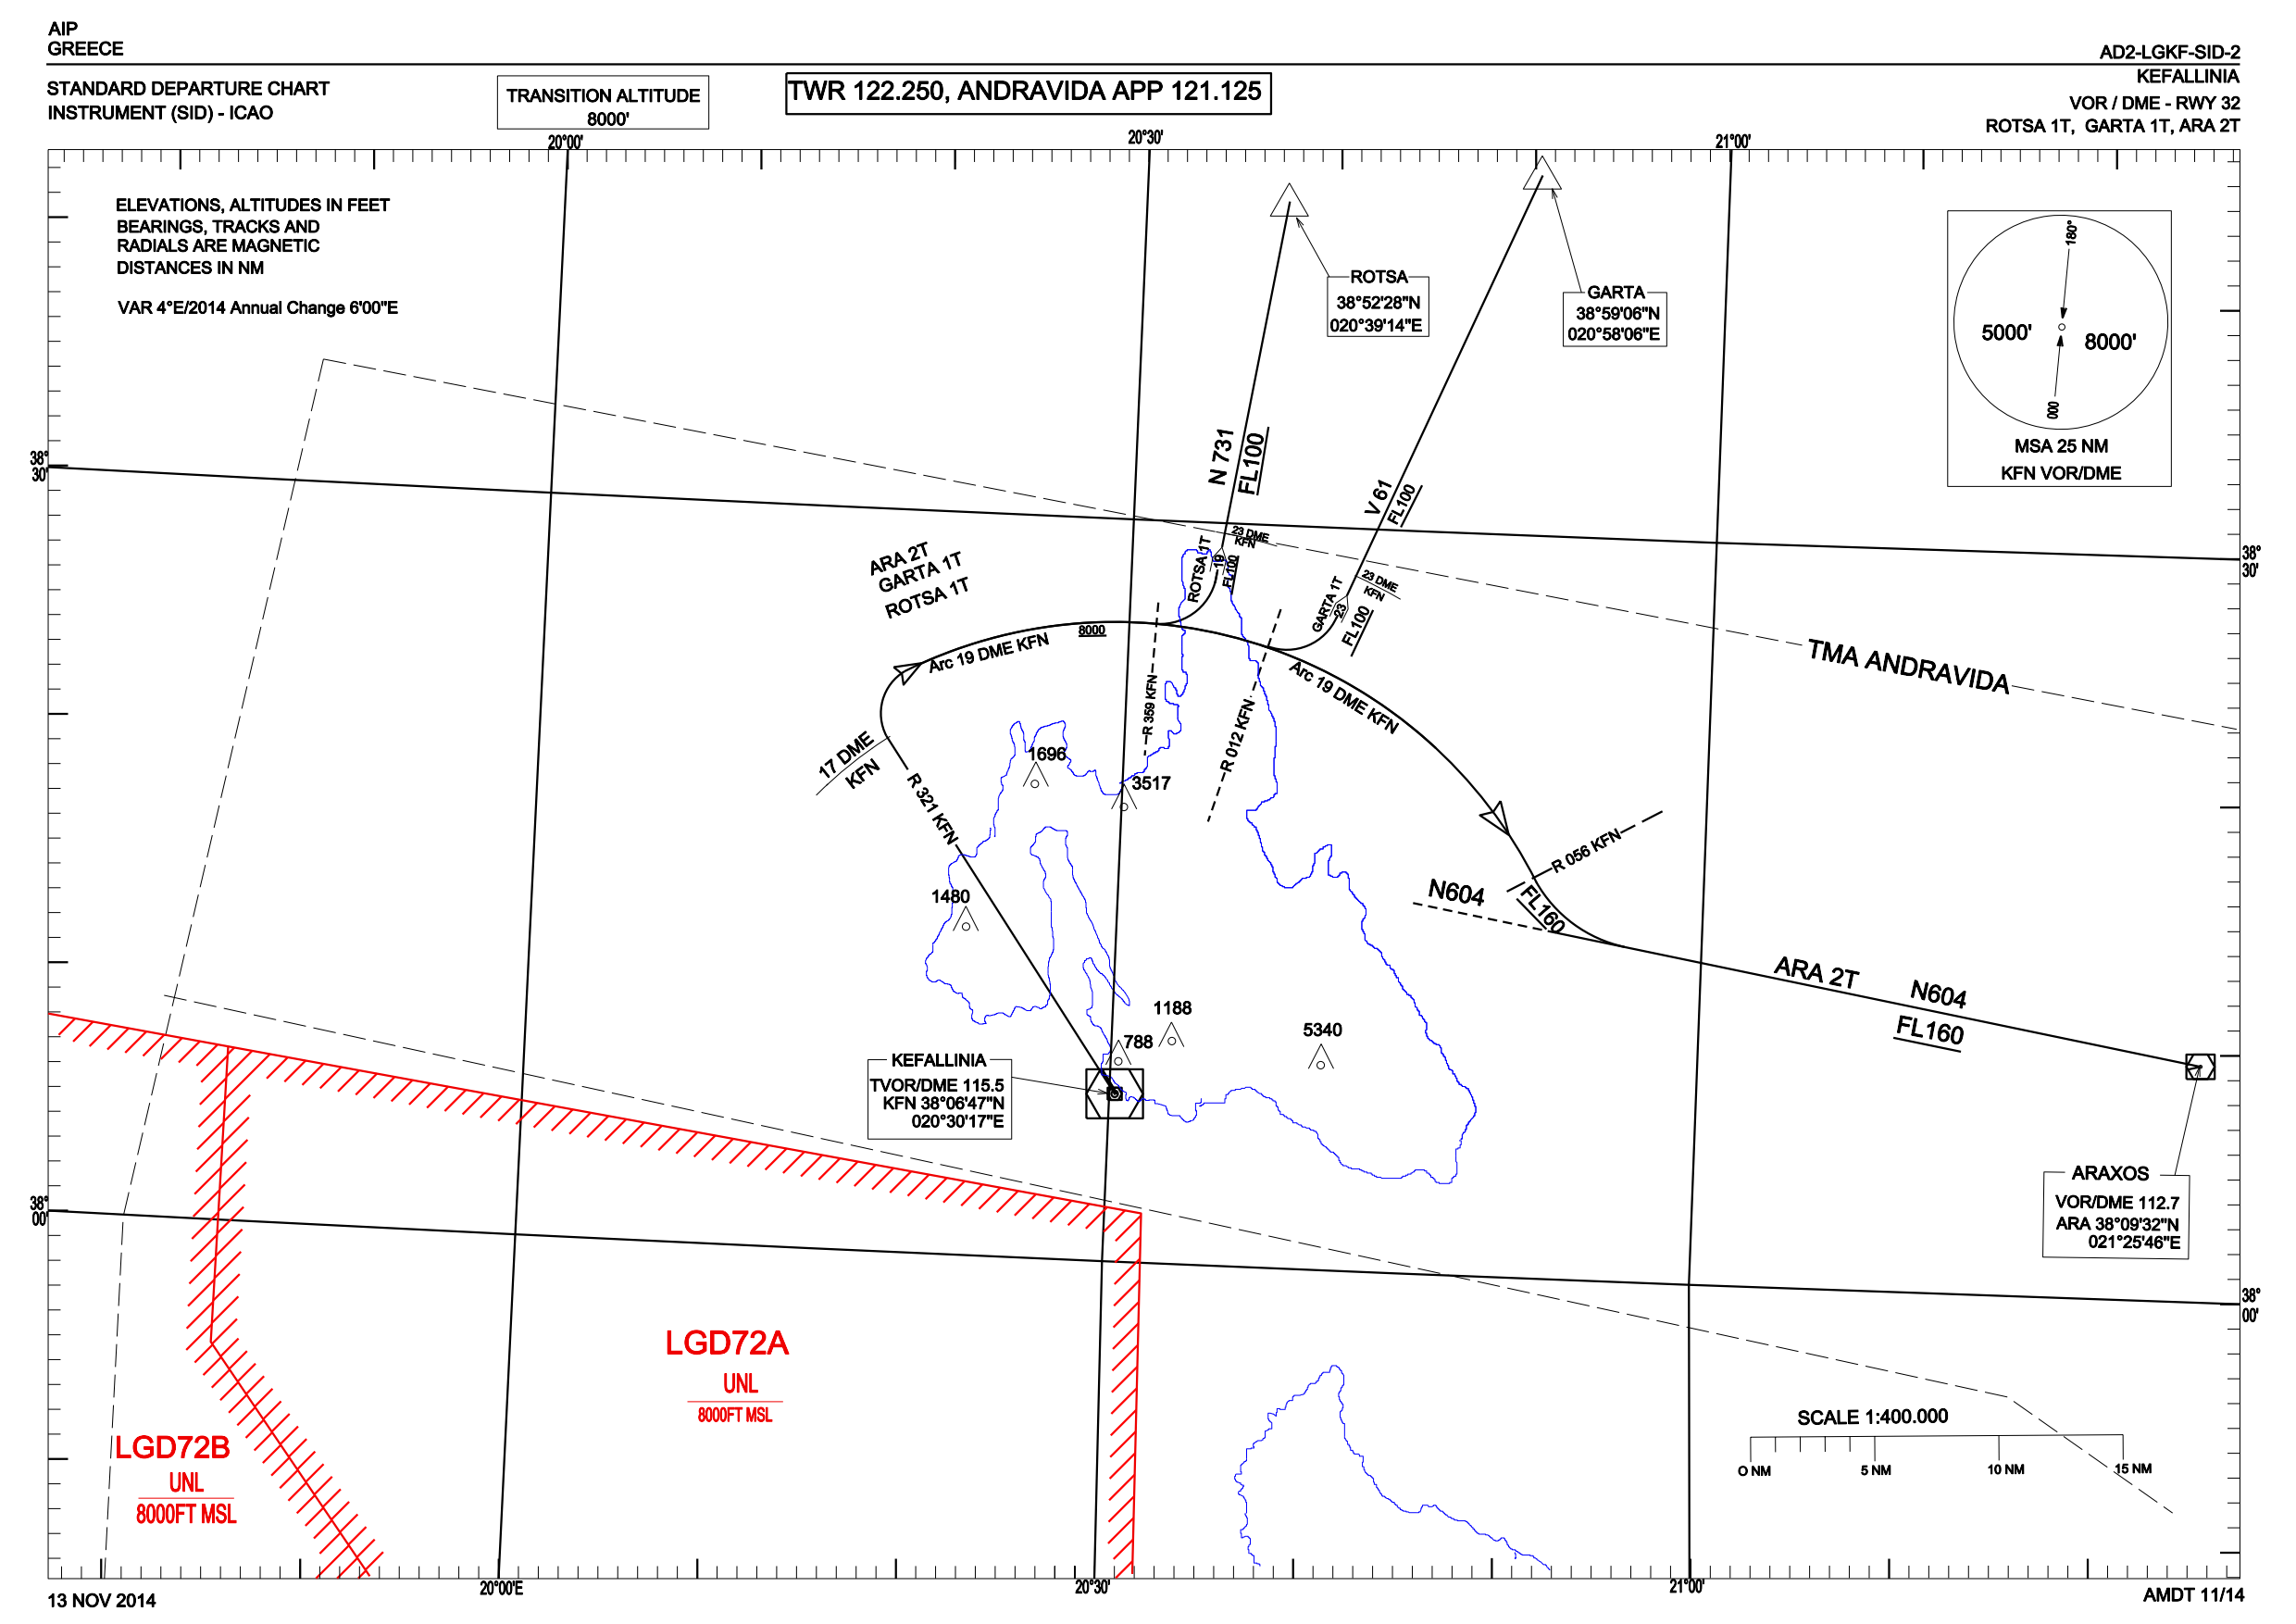 AIP
GREECE
AD2-LGKF-SID-2
STANDARD DEPARTURE CHART
INSTRUMENT (SID) - ICAO
TRANSITION ALTITUDE
8000'
TWR 122.250, ANDRAVIDA APP 121.125
KEFALLINIA
VOR / DME - RWY 32
ROTSA 1T, GARTA 1T, ARA 2T
20°00'
20°30'
21°00'
ELEVATIONS, ALTITUDES IN FEET
BEARINGS, TRACKS AND
RADIALS ARE MAGNETIC
DISTANCES IN NM
VAR 4°E/2014 Annual Change 6'00"E
ROTSA
38°52'28"N
020°39'14"E
GARTA
38°59'06"N
020°58'06"E
180°
5000'
8000'
000
MSA 25 NM
KFN VOR/DME
38°
30'
N 731
FL100
V 61
FL100
23 DME
KFN
ROTSA 1T
19
FL100
23 DME
KFN
GARTA 1T
23
FL100
38°
30'
ARA 2T
GARTA 1T
ROTSA 1T
Arc 19 DME KFN
8000
Arc 19 DME KFN
TMA ANDRAVIDA
R 359 KFN
R 012 KFN
17 DME
KFN
R 321 KFN
1696
3517
R 056 KFN
N604
FL160
1480
ARA 2T
N604
FL160
1188
788
5340
KEFALLINIA
TVOR/DME 115.5
KFN 38°06'47"N
020°30'17"E
ARAXOS
VOR/DME 112.7
ARA 38°09'32"N
021°25'46"E
38°
00'
38°
00'
LGD72A
UNL
8000FT MSL
LGD72B
UNL
8000FT MSL
SCALE 1:400.000
O NM
5 NM
10 NM
15 NM
20°00'E
20°30'
21°00'
13 NOV 2014
AMDT 11/14